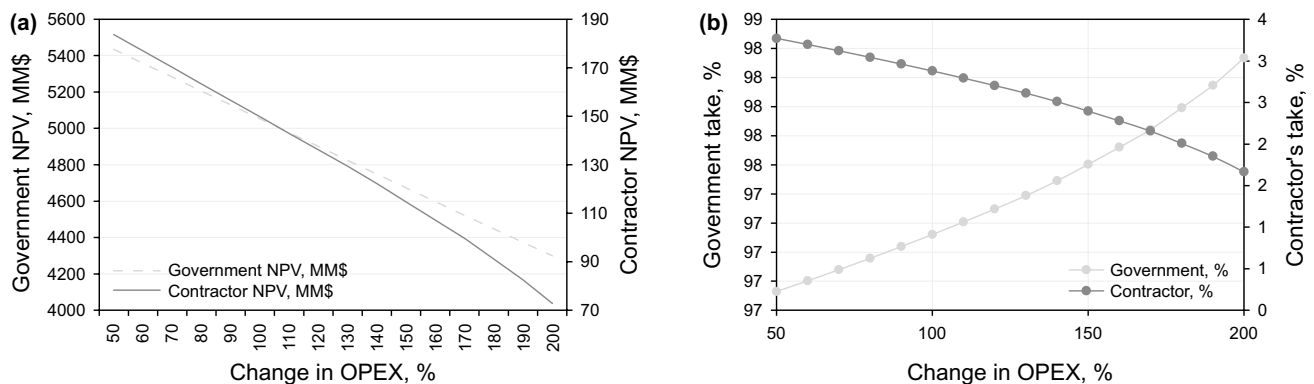 (a)
Government NPV, MM$
5600
5400
5200
5000
4800
4600
4400
4200
4000
190
170
150
130
110
90
70
Contractor NPV, MM$
Government NPV, MM$
Contractor NPV, MM$
50 60 70 80 90 100 110 120 130 140 150 160 170 180 190 200
Change in OPEX, %
(b)
Government take, %
99
98
98
98
98
98
97
97
97
97
97
4
3
3
2
2
1
1
0
Contractor's take, %
Government, %
Contractor, %
50 100 150 200
Change in OPEX, %